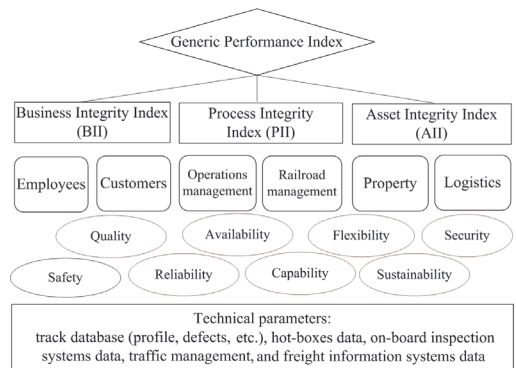 Generic Performance Index
Business Integrity Index
(BII)
Process Integrity
Index (PII)
Asset Integrity Index
(AII)
Employees
Customers
Operations
management
Railroad
management
Property
Logistics
Quality
Availability
Flexibility
Security
Safety
Reliability
Capability
Sustainability
Technical parameters:
track database (profile, defects, etc.), hot-boxes data, on-board inspection
systems data, traffic management, and freight information systems data